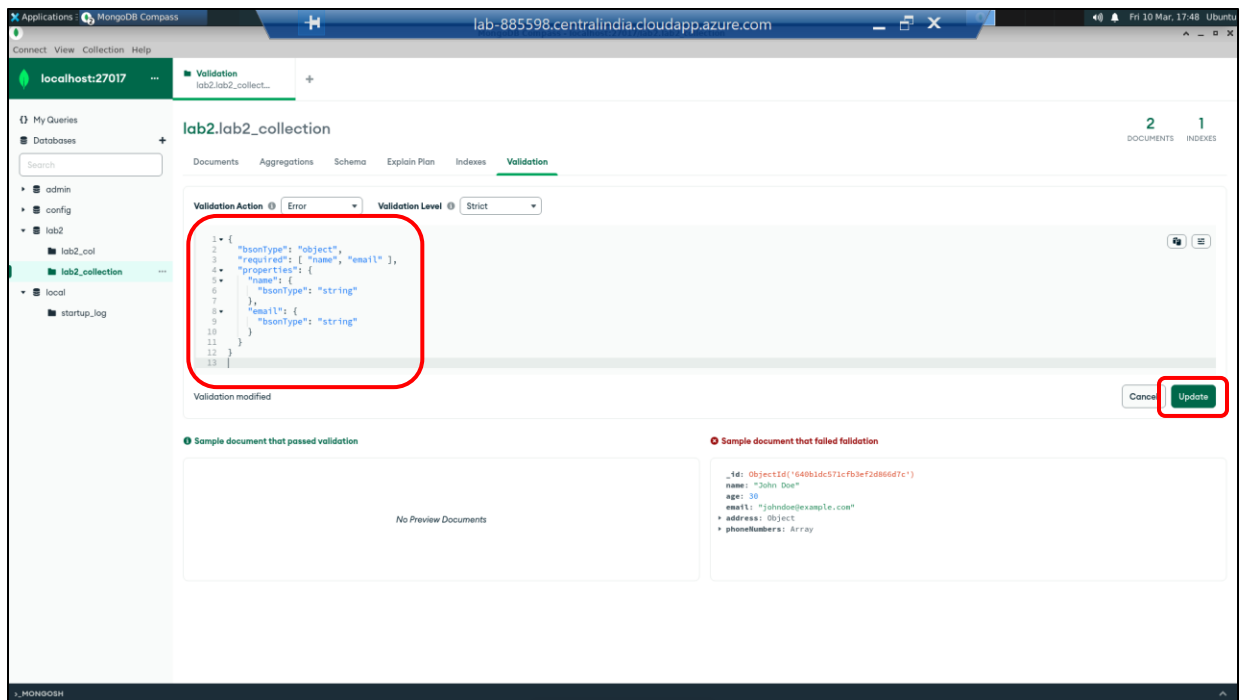 Applications
MongoDB Compass
lab-885598.centralindia.cloudapp.azure.com
Fri 10 Mar, 17:48 Ubuntu
Connect View Collection Help
localhost:27017 ...
Validation
lab2.lab2_collect...
+
{} My Queries
Databases +
Search
admin
config
lab2
lab2_col
lab2_collection ...
local
startup_log
lab2.lab2_collection
2
DOCUMENTS
1
INDEXES
Documents Aggregations Schema Explain Plan Indexes Validation
Validation Action Error Validation Level Strict
1 {
2 "bsonType": "object",
3 "required": [ "name", "email" ],
4 "properties": {
5 "name": {
6 "bsonType": "string"
7 },
8 "email": {
9 "bsonType": "string"
10 }
11 }
12 }
13
Validation modified
Cancel Update
Sample document that passed validation
No Preview Documents
Sample document that failed falidation
_id: ObjectId('640b1dc571cfb3ef2d866d7c')
name: "John Doe"
age: 30
email: "johndoe@example.com"
address: Object
phoneNumbers: Array
>_MONGOSH